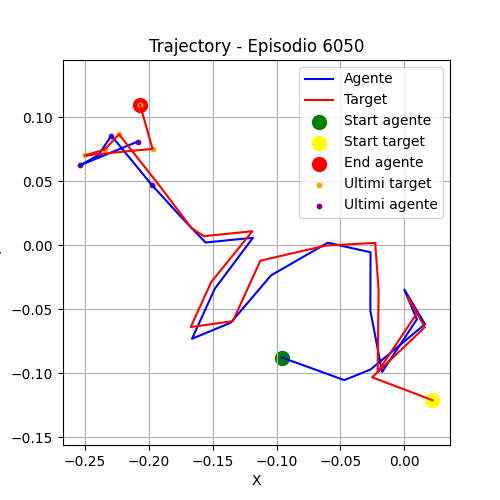 Trajectory - Episodio 6050
Agente
Target
Start agente
Start target
End agente
Ultimi target
Ultimi agente
0.10
0.05
0.00
−0.05
−0.10
−0.15
−0.25
−0.20
−0.15
−0.10
−0.05
0.00
X